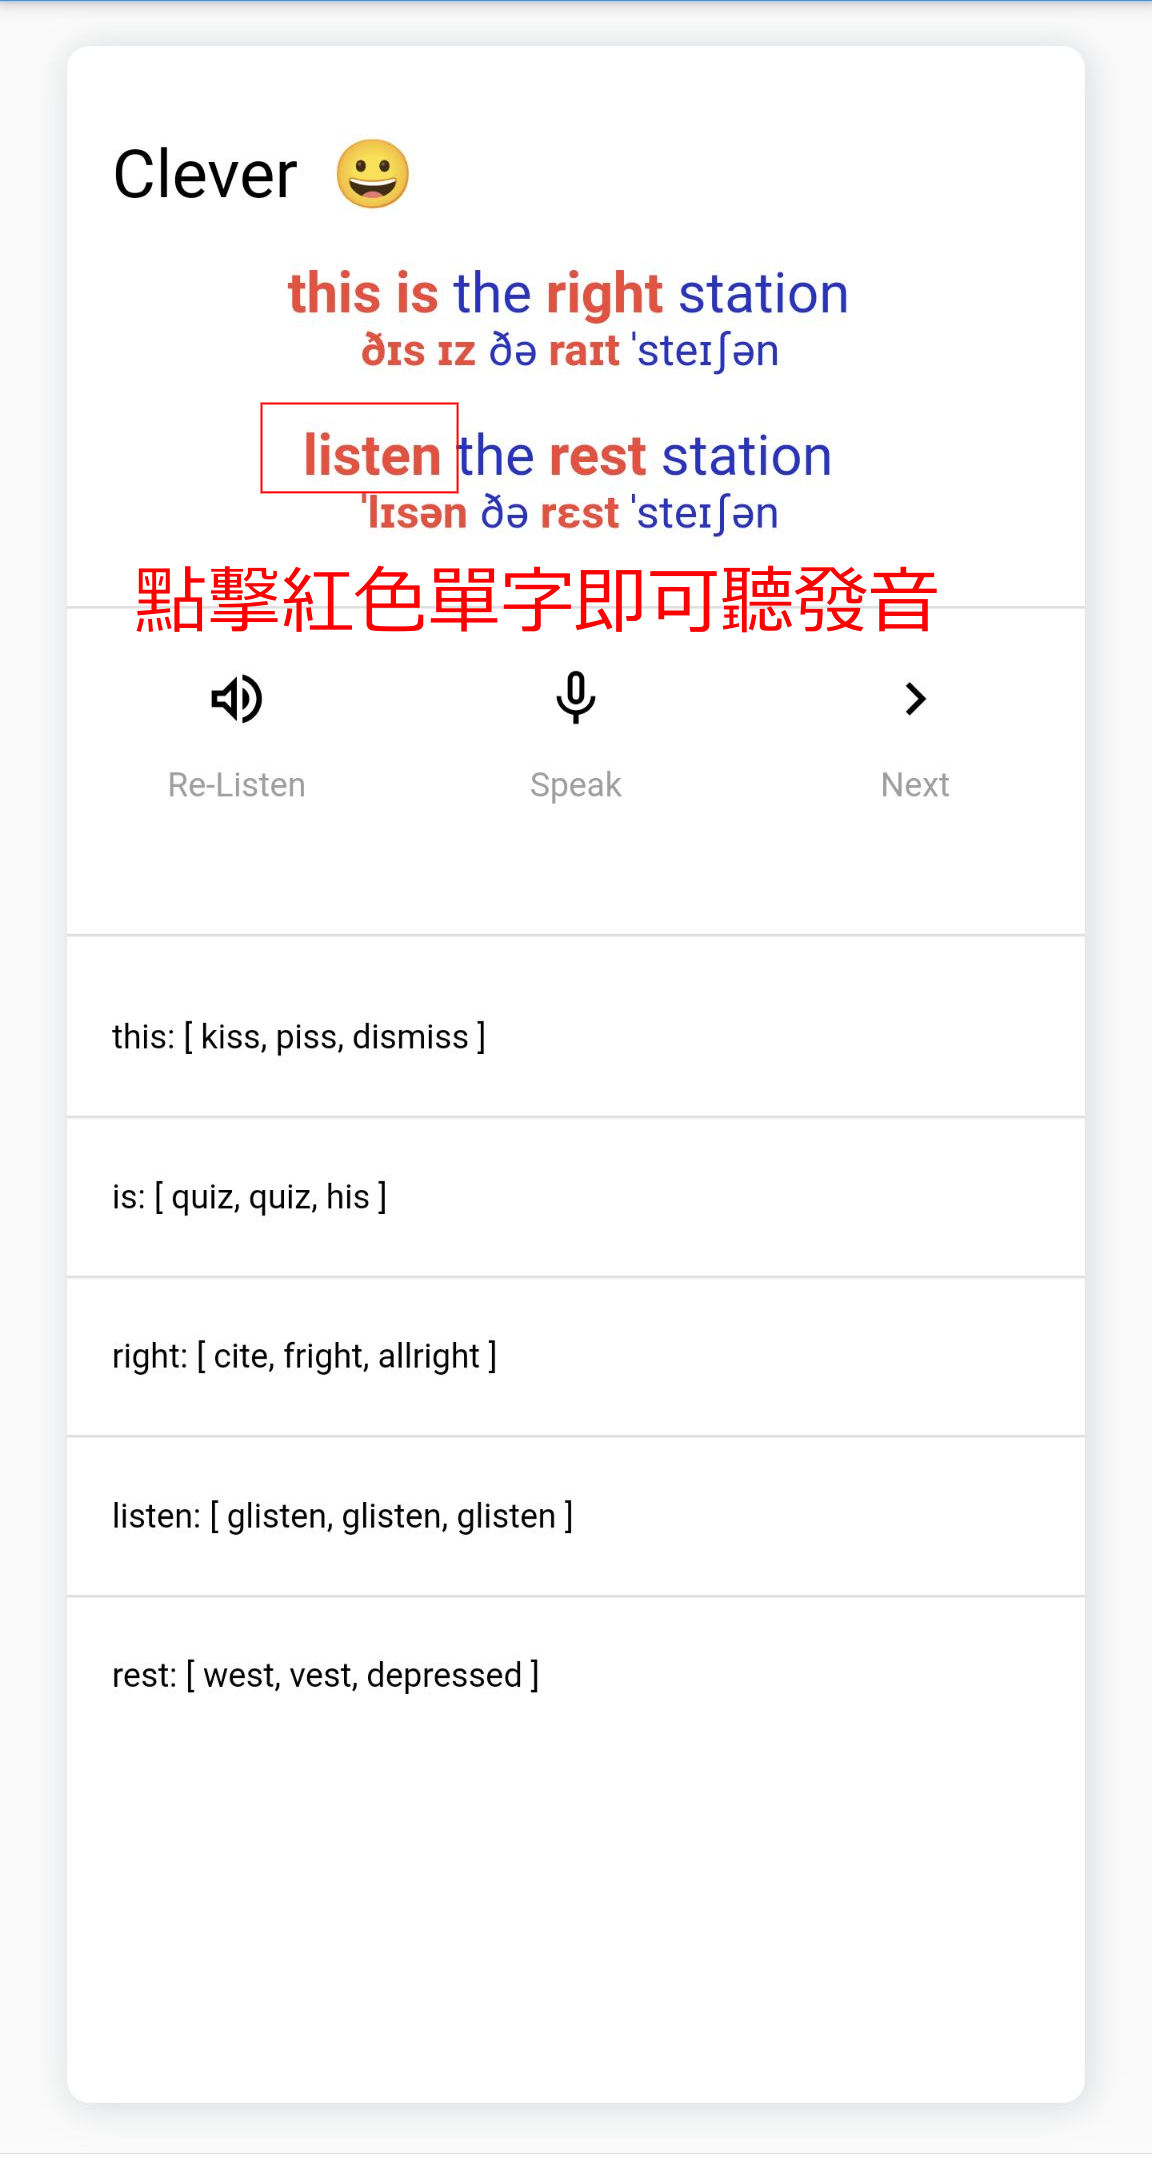 Clever 😀
this is the right station
ðɪs ɪz ðə raɪt ˈsteɪʃən
listen the rest station
ˈlɪsən ðə rɛst ˈsteɪʃən
點擊紅色單字即可聽發音
Re-Listen Speak Next
this: [ kiss, piss, dismiss ]
is: [ quiz, quiz, his ]
right: [ cite, fright, allright ]
listen: [ glisten, glisten, glisten ]
rest: [ west, vest, depressed ]